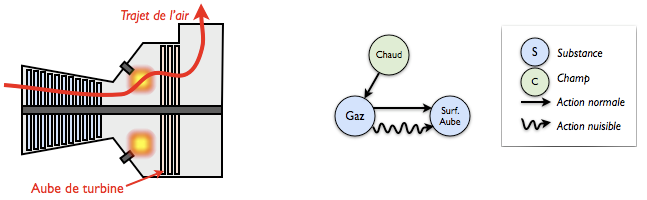 Trajet de l'air
Aube de turbine
Chaud
Gaz
Surf.
Aube
S
Substance
C
Champ
Action normale
Action nuisible